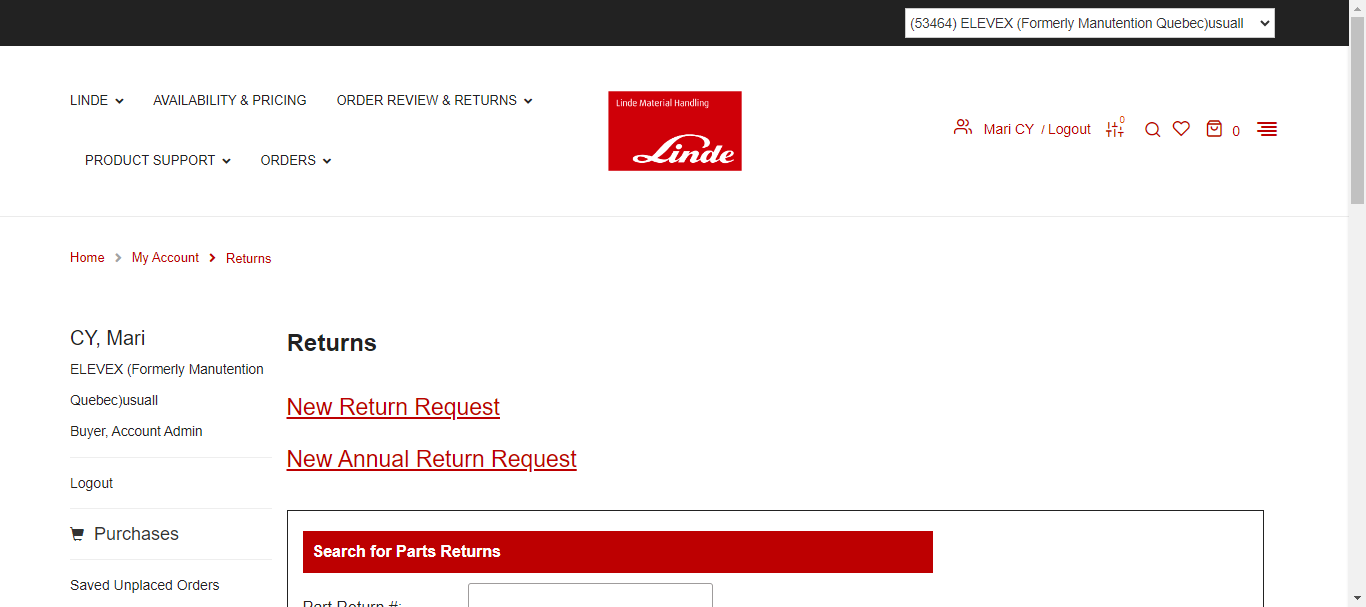 (53464) ELEVEX (Formerly Manutention Quebec)usuall
LINDE
AVAILABILITY & PRICING
ORDER REVIEW & RETURNS
PRODUCT SUPPORT
ORDERS
Linde Material Handling
Linde
Mari CY / Logout
0
0
Home
My Account
Returns
CY, Mari
ELEVEX (Formerly Manutention
Quebec)usuall
Buyer, Account Admin
Logout
Purchases
Saved Unplaced Orders
Returns
New Return Request
New Annual Return Request
Search for Parts Returns
Part Return #: